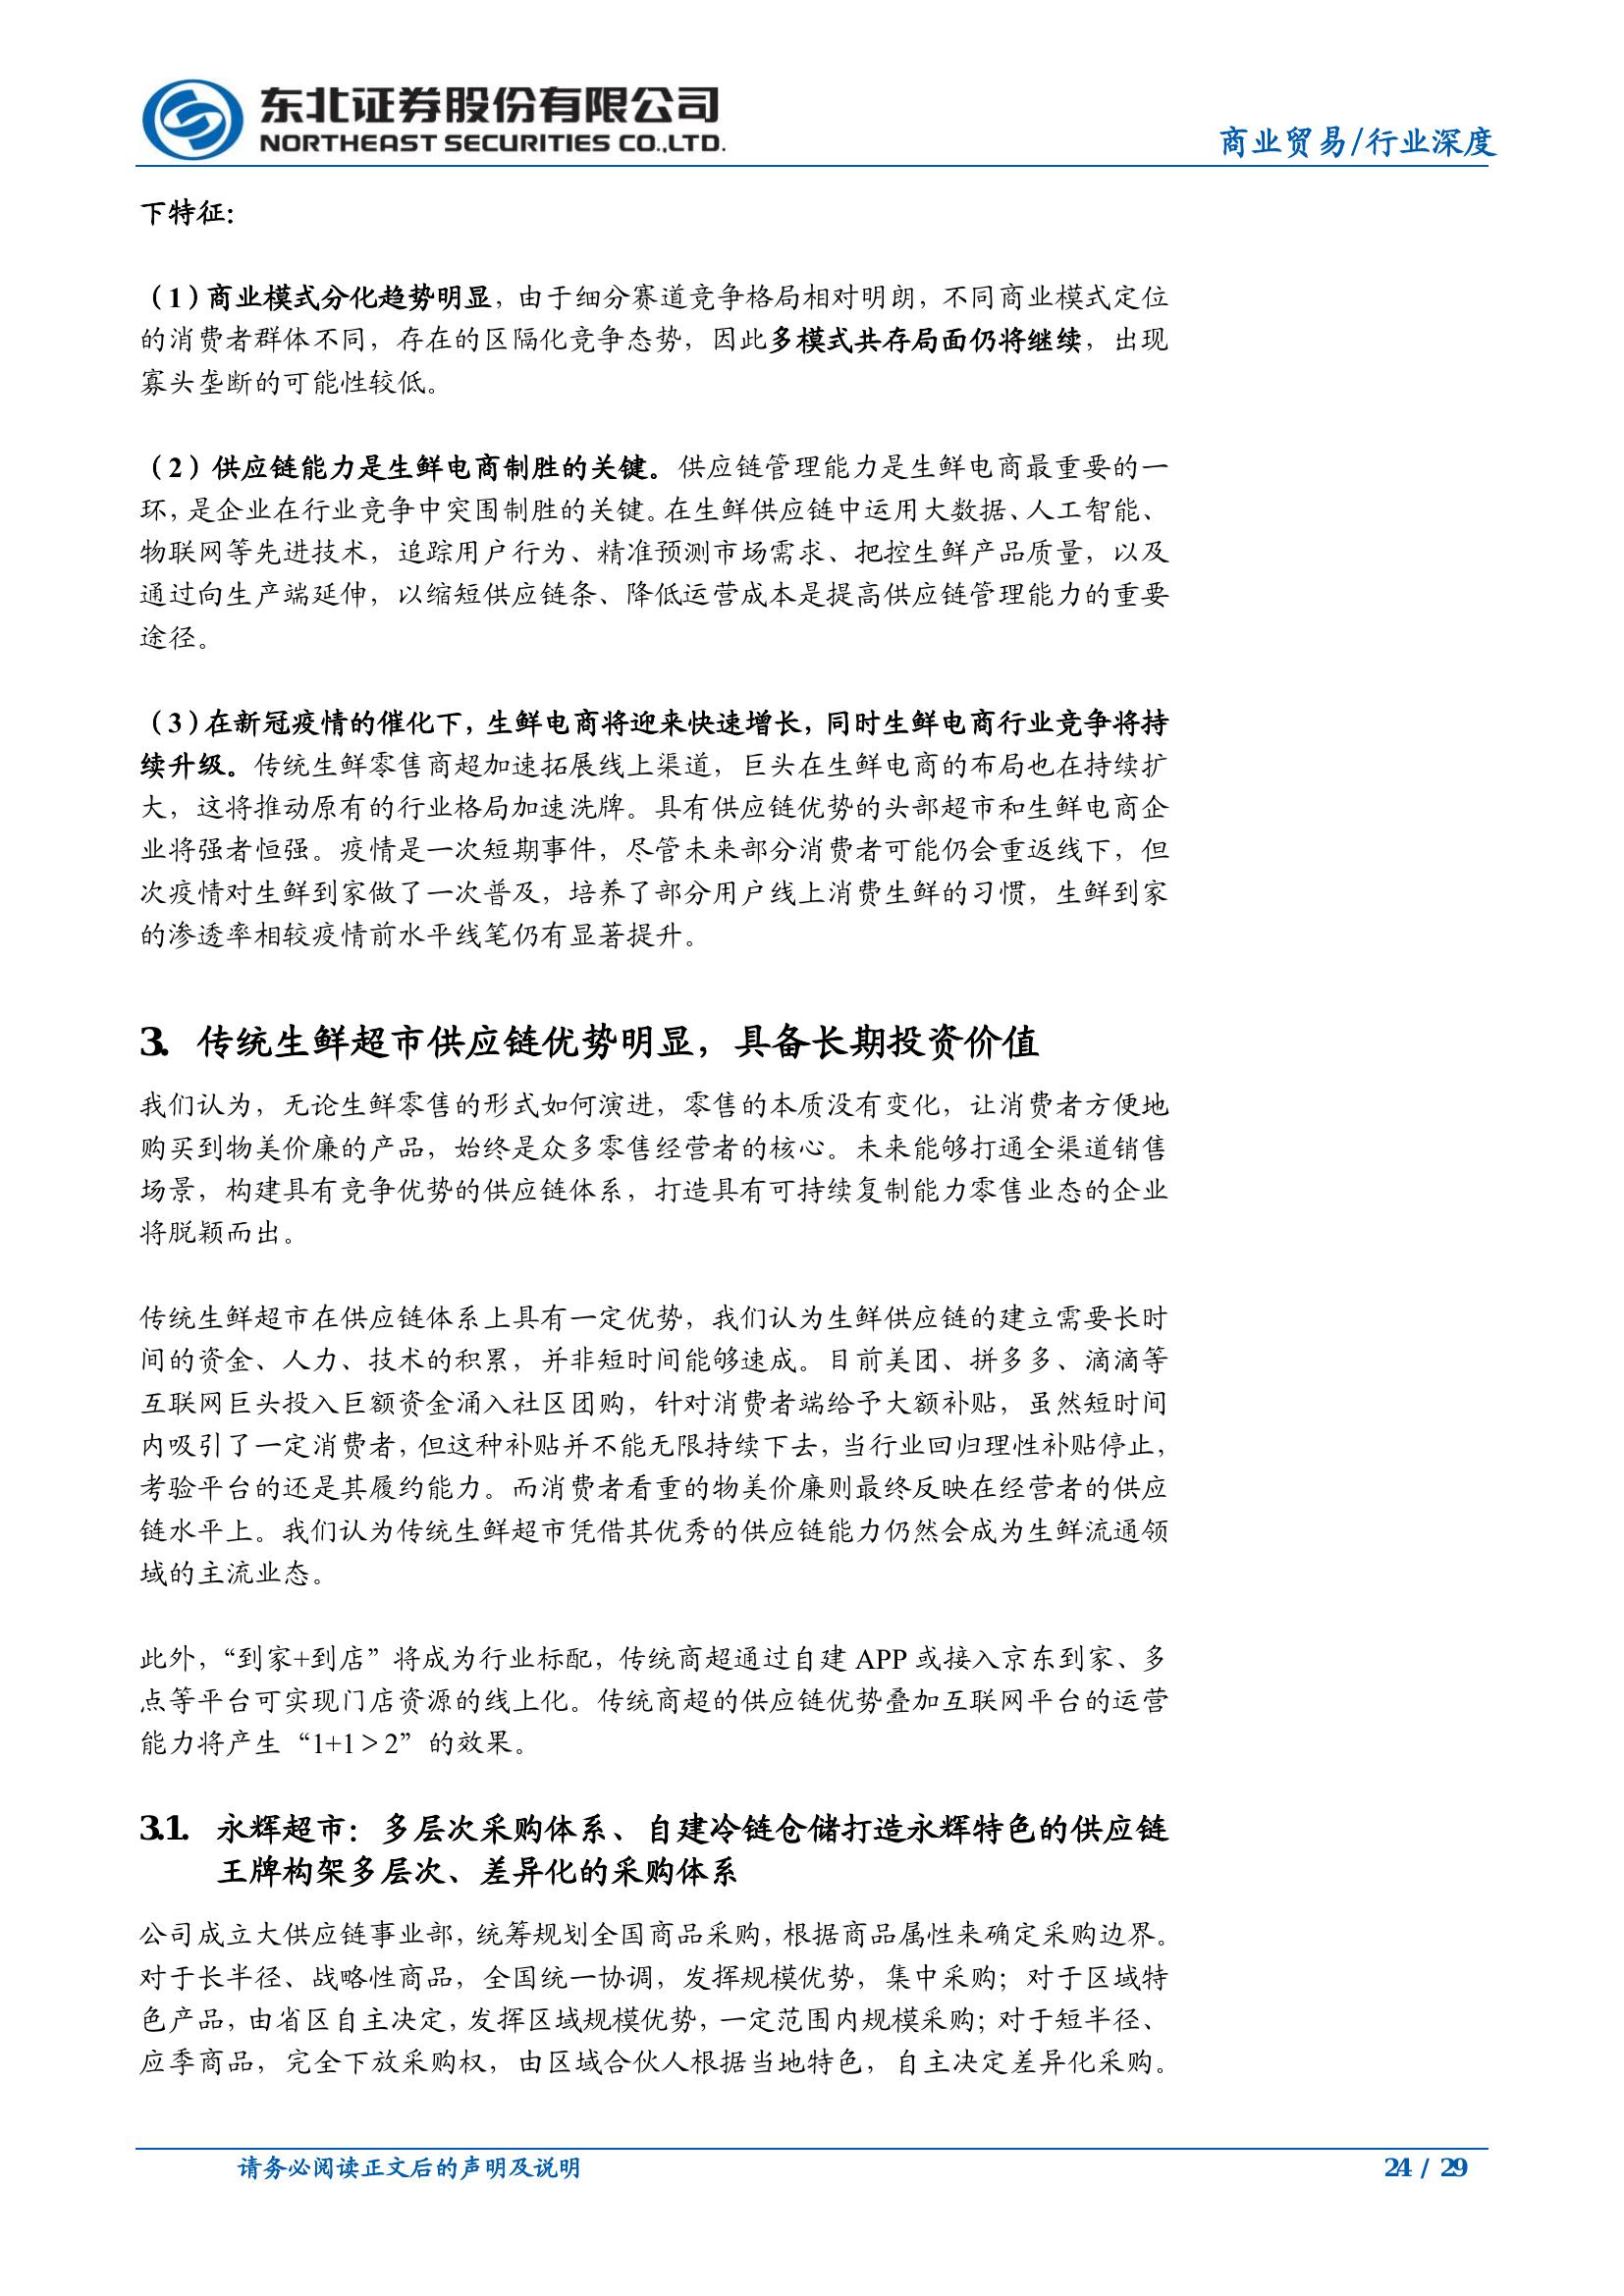 东北证券股份有限公司
NORTHEAST SECURITIES CO.,LTD.
商业贸易/行业深度
下特征：
（1）商业模式分化趋势明显，由于细分赛道竞争格局相对明朗，不同商业模式定位
的消费者群体不同，存在的区隔化竞争态势，因此多模式共存局面仍将继续，出现
寡头垄断的可能性较低。
（2）供应链能力是生鲜电商制胜的关键。供应链管理能力是生鲜电商最重要的一
环，是企业在行业竞争中突围制胜的关键。在生鲜供应链中运用大数据、人工智能、
物联网等先进技术，追踪用户行为、精准预测市场需求、把控生鲜产品质量，以及
通过向生产端延伸，以缩短供应链条、降低运营成本是提高供应链管理能力的重要
途径。
（3）在新冠疫情的催化下，生鲜电商将迎来快速增长，同时生鲜电商行业竞争将持
续升级。传统生鲜零售商超加速拓展线上渠道，巨头在生鲜电商的布局也在持续扩
大，这将推动原有的行业格局加速洗牌。具有供应链优势的头部超市和生鲜电商企
业将强者恒强。疫情是一次短期事件，尽管未来部分消费者可能仍会重返线下，但
次疫情对生鲜到家做了一次普及，培养了部分用户线上消费生鲜的习惯，生鲜到家
的渗透率相较疫情前水平线笔仍有显著提升。
3. 传统生鲜超市供应链优势明显，具备长期投资价值
我们认为，无论生鲜零售的形式如何演进，零售的本质没有变化，让消费者方便地
购买到物美价廉的产品，始终是众多零售经营者的核心。未来能够打通全渠道销售
场景，构建具有竞争优势的供应链体系，打造具有可持续复制能力零售业态的企业
将脱颖而出。
传统生鲜超市在供应链体系上具有一定优势，我们认为生鲜供应链的建立需要长时
间的资金、人力、技术的积累，并非短时间能够速成。目前美团、拼多多、滴滴等
互联网巨头投入巨额资金涌入社区团购，针对消费者端给予大额补贴，虽然短时间
内吸引了一定消费者，但这种补贴并不能无限持续下去，当行业回归理性补贴停止，
考验平台的还是其履约能力。而消费者看重的物美价廉则最终反映在经营者的供应
链水平上。我们认为传统生鲜超市凭借其优秀的供应链能力仍然会成为生鲜流通领
域的主流业态。
此外，“到家+到店”将成为行业标配，传统商超通过自建 APP 或接入京东到家、多
点等平台可实现门店资源的线上化。传统商超的供应链优势叠加互联网平台的运营
能力将产生“1+1＞2”的效果。
3.1. 永辉超市：多层次采购体系、自建冷链仓储打造永辉特色的供应链
王牌构架多层次、差异化的采购体系
公司成立大供应链事业部，统筹规划全国商品采购，根据商品属性来确定采购边界。
对于长半径、战略性商品，全国统一协调，发挥规模优势，集中采购；对于区域特
色产品，由省区自主决定，发挥区域规模优势，一定范围内规模采购；对于短半径、
应季商品，完全下放采购权，由区域合伙人根据当地特色，自主决定差异化采购。
请务必阅读正文后的声明及说明
24 / 29